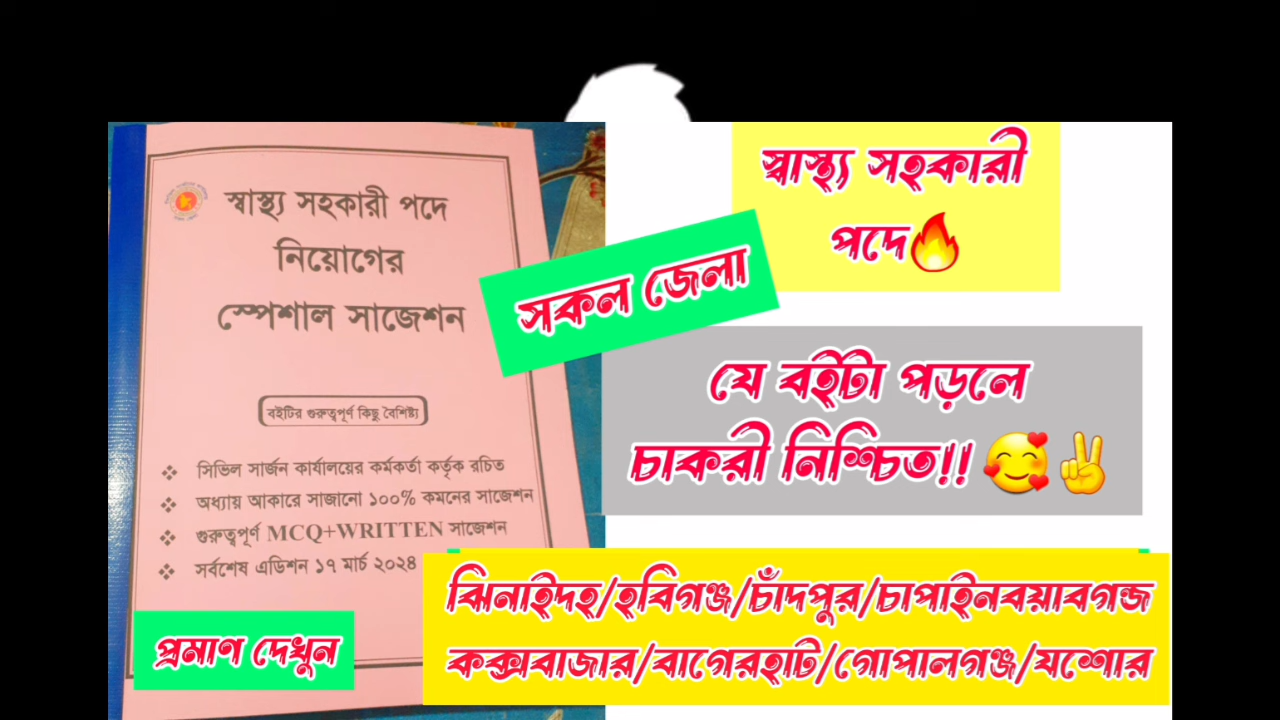 স্বাস্থ্য সহকারী পদে
নিয়োগের
স্পেশাল সাজেশন
বইটির গুরুত্বপূর্ণ কিছু বৈশিষ্ট্য
❖ সিভিল সার্জন কার্যালয়ের কর্মকর্তা কর্তৃক রচিত
❖ অধ্যায় আকারে সাজানো ১০০% কমনের সাজেশন
❖ গুরুত্বপূর্ণ MCQ+WRITTEN সাজেশন
❖ সর্বশেষ এডিশন ১৭ মার্চ ২০২৪
প্রমাণ দেখুন
সকল জেলা
স্বাস্থ্য সহকারী
পদে🔥
যে বইটা পড়লে
চাকরী নিশ্চিত!! 🥰✌️
ঝিনাইদহ/হবিগঞ্জ/চাঁদপুর/চাপাইনবয়াবগন্জ
কক্সবাজার/বাগেরহাট/গোপালগঞ্জ/যশোর